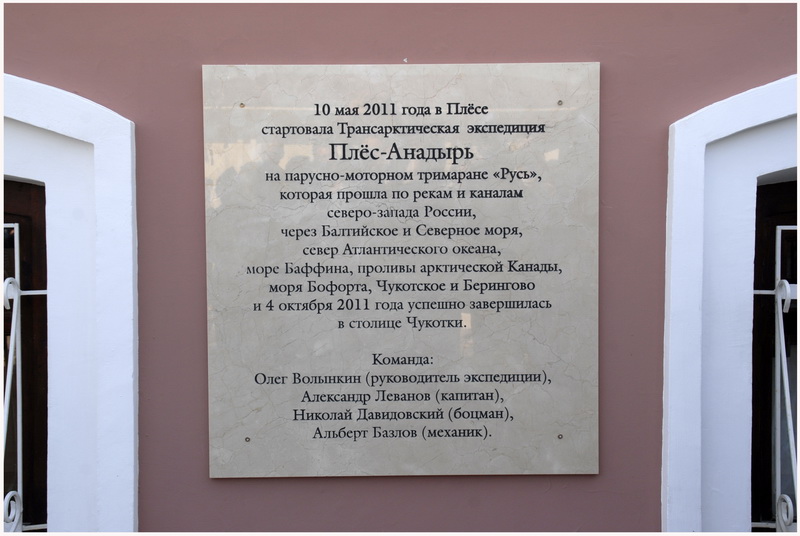 10 мая 2011 года в Плёсе
стартовала Трансарктическая экспедиция
Плёс-Анадырь
на парусно-моторном тримаране «Русь»,
которая прошла по рекам и каналам
северо-запада России,
через Балтийское и Северное моря,
север Атлантического океана,
море Баффина, проливы арктической Канады,
моря Бофорта, Чукотское и Берингово
и 4 октября 2011 года успешно завершилась
в столице Чукотки.
Команда:
Олег Волынкин (руководитель экспедиции),
Александр Леванов (капитан),
Николай Давидовский (боцман),
Альберт Базлов (механик).